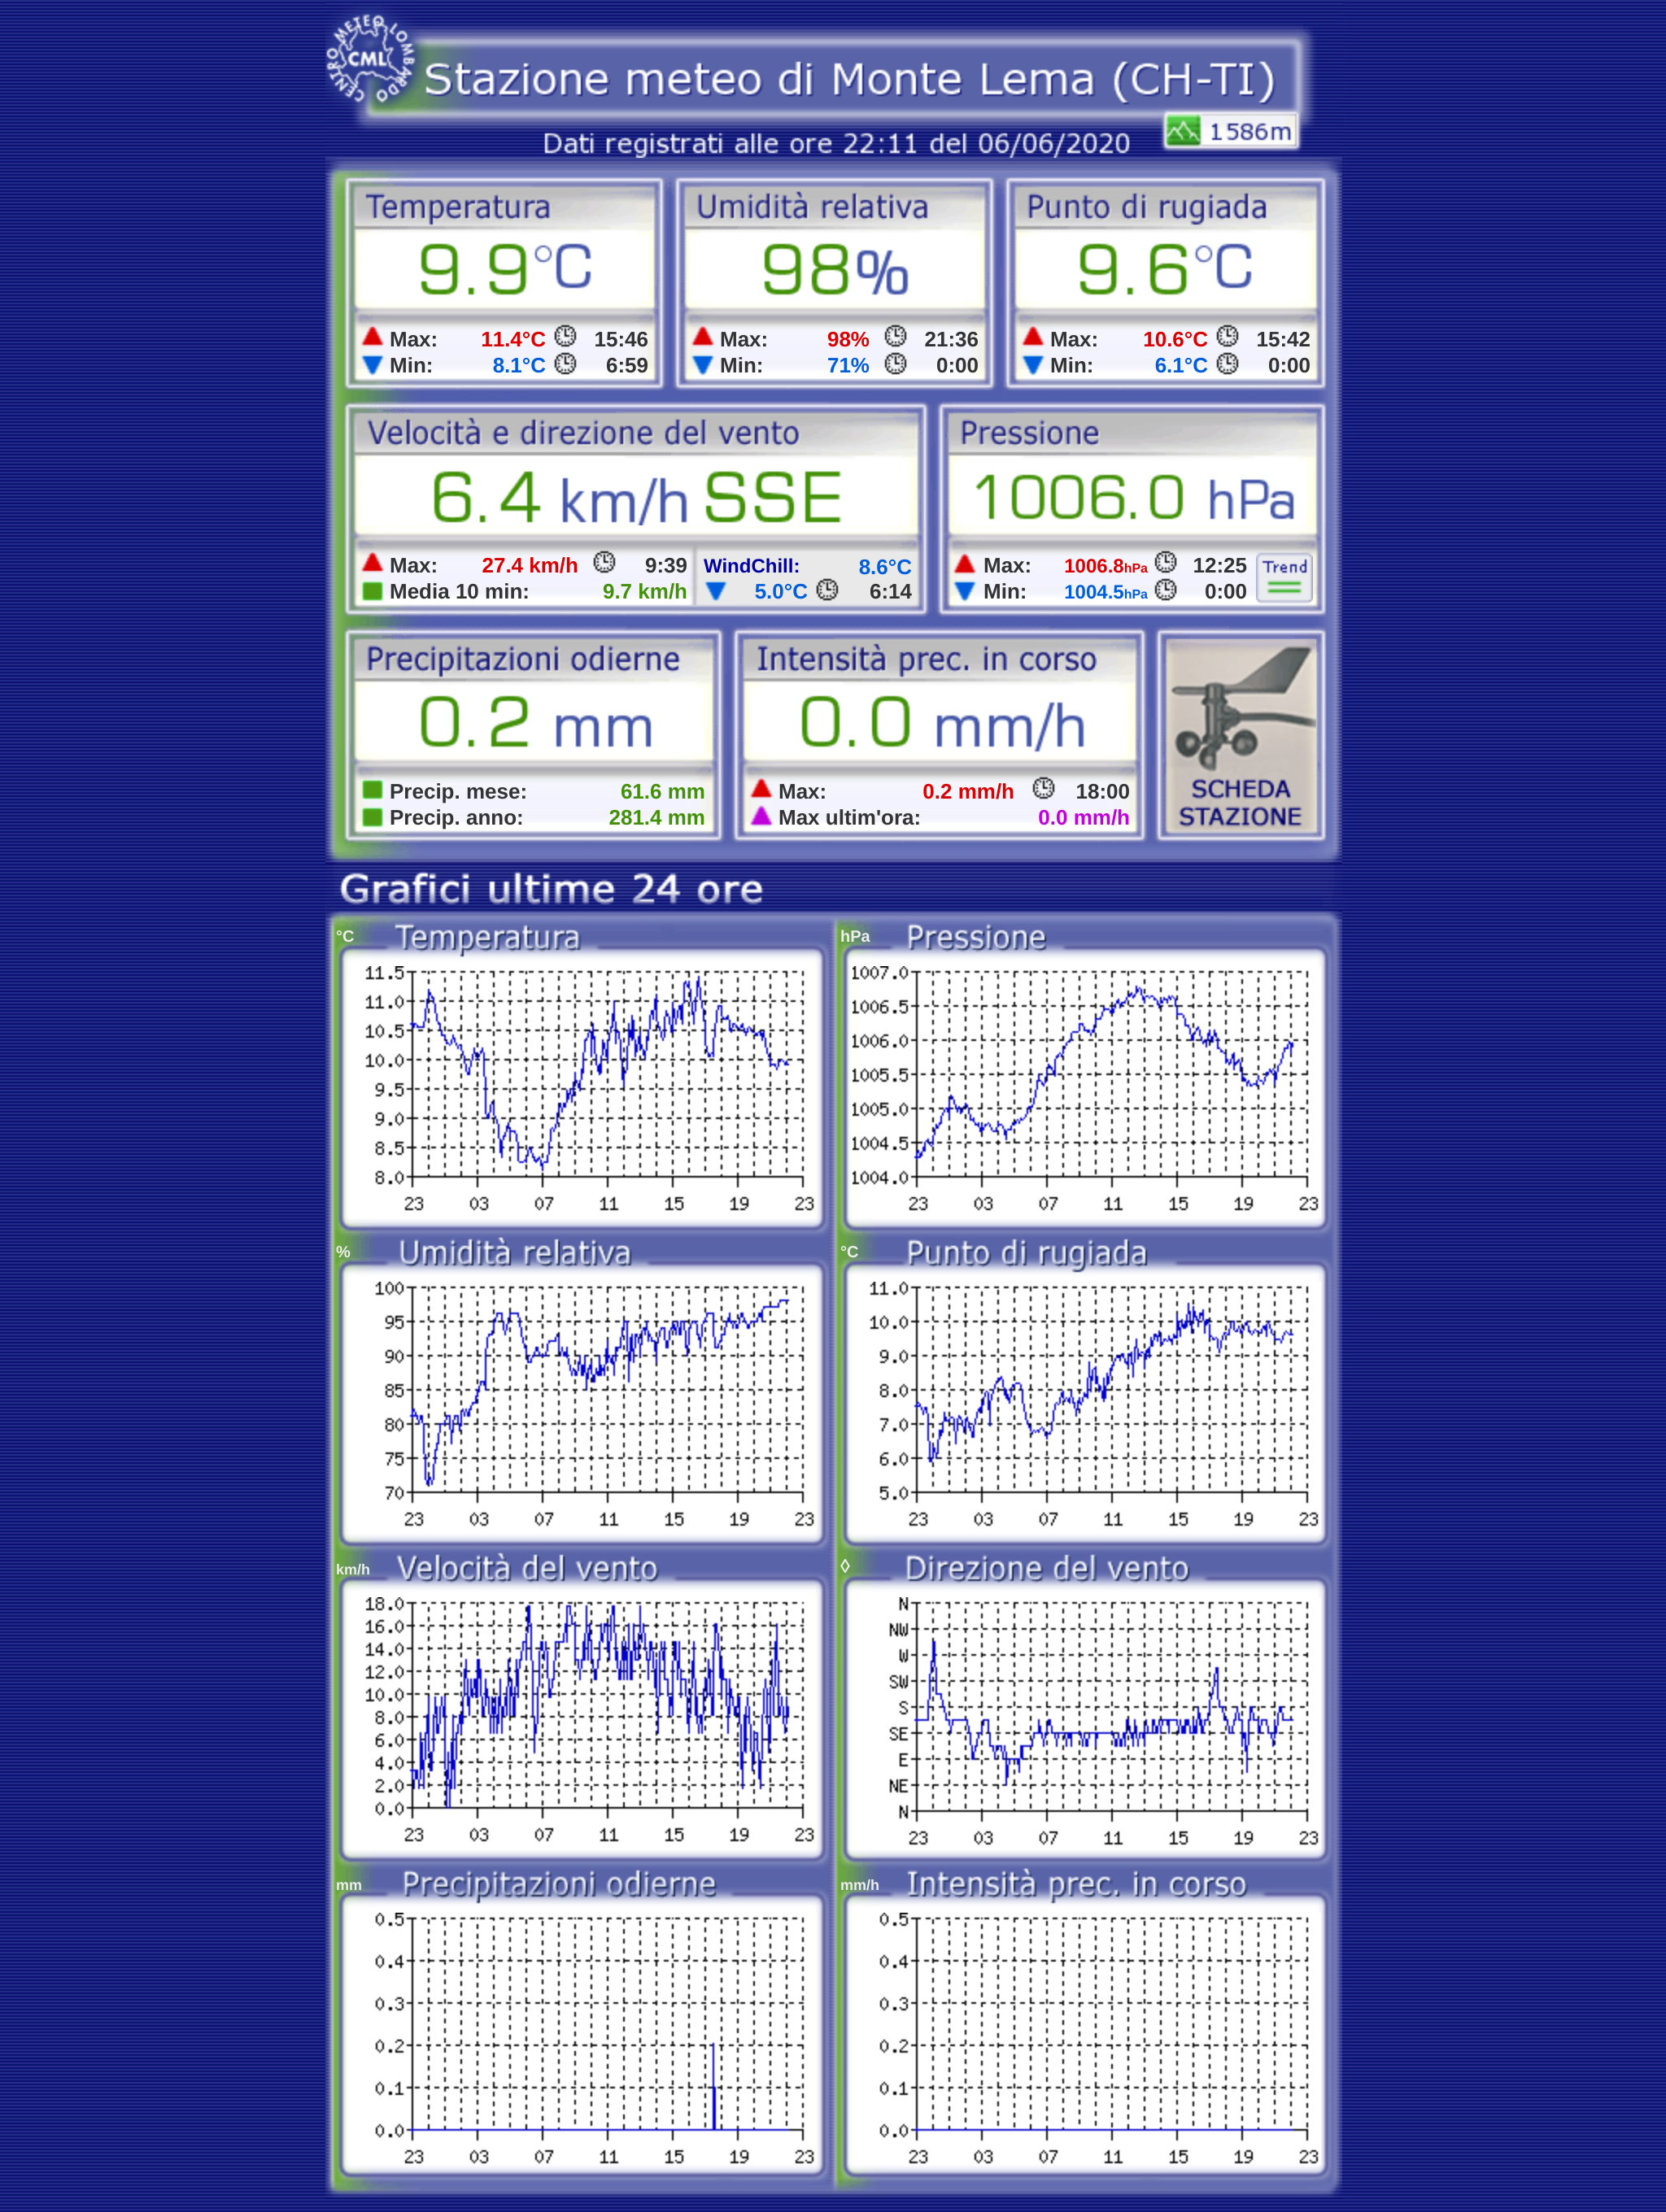 CENTRO METEO LOMBARDO
CML
Stazione meteo di Monte Lema (CH-TI)
Dati registrati alle ore 22:11 del 06/06/2020
1586m
Temperatura Umidità relativa Punto di rugiada
9.9°C 98% 9.6°C
Max: 11.4°C 15:46 Max: 98% 21:36 Max: 10.6°C 15:42
Min: 8.1°C 6:59 Min: 71% 0:00 Min: 6.1°C 0:00
Velocità e direzione del vento Pressione
6.4 km/h SSE 1006.0 hPa
Max: 27.4 km/h 9:39 WindChill: 8.6°C Max: 1006.8hPa 12:25 Trend
Media 10 min: 9.7 km/h 5.0°C 6:14 Min: 1004.5hPa 0:00
Precipitazioni odierne Intensità prec. in corso
0.2 mm 0.0 mm/h
Precip. mese: 61.6 mm Max: 0.2 mm/h 18:00 SCHEDA
Precip. anno: 281.4 mm Max ultim'ora: 0.0 mm/h STAZIONE
Grafici ultime 24 ore
°C Temperatura
11.5
11.0
10.5
10.0
9.5
9.0
8.5
8.0
23 03 07 11 15 19 23
hPa Pressione
1007.0
1006.5
1006.0
1005.5
1005.0
1004.5
1004.0
23 03 07 11 15 19 23
% Umidità relativa
100
95
90
85
80
75
70
23 03 07 11 15 19 23
°C Punto di rugiada
11.0
10.0
9.0
8.0
7.0
6.0
5.0
23 03 07 11 15 19 23
km/h Velocità del vento
18.0
16.0
14.0
12.0
10.0
8.0
6.0
4.0
2.0
0.0
23 03 07 11 15 19 23
◊ Direzione del vento
N
NW
W
SW
S
SE
E
NE
N
23 03 07 11 15 19 23
mm Precipitazioni odierne
0.5
0.4
0.3
0.2
0.1
0.0
23 03 07 11 15 19 23
mm/h Intensità prec. in corso
0.5
0.4
0.3
0.2
0.1
0.0
23 03 07 11 15 19 23